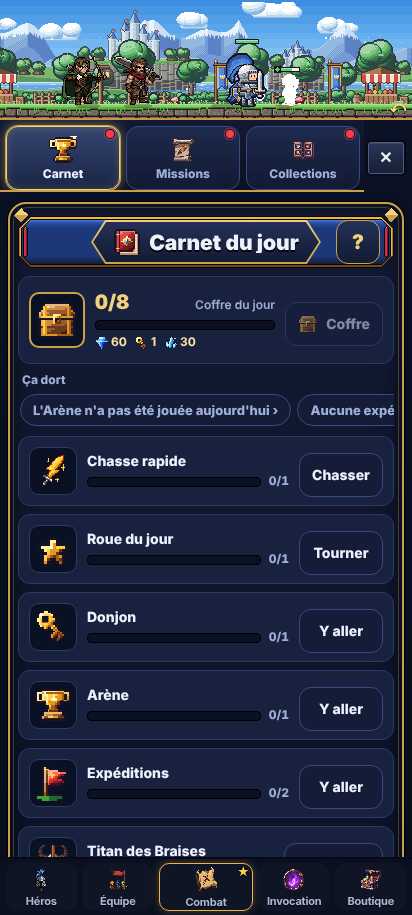 Carnet
Missions
Collections
×
Carnet du jour
?
0/8
Coffre du jour
60
1
30
Coffre
Ça dort
L'Arène n'a pas été jouée aujourd'hui ›
Aucune expé
Chasse rapide
0/1
Chasser
Roue du jour
0/1
Tourner
Donjon
0/1
Y aller
Arène
0/1
Y aller
Expéditions
0/2
Y aller
Titan des Braises
Héros
Équipe
Combat
Invocation
Boutique